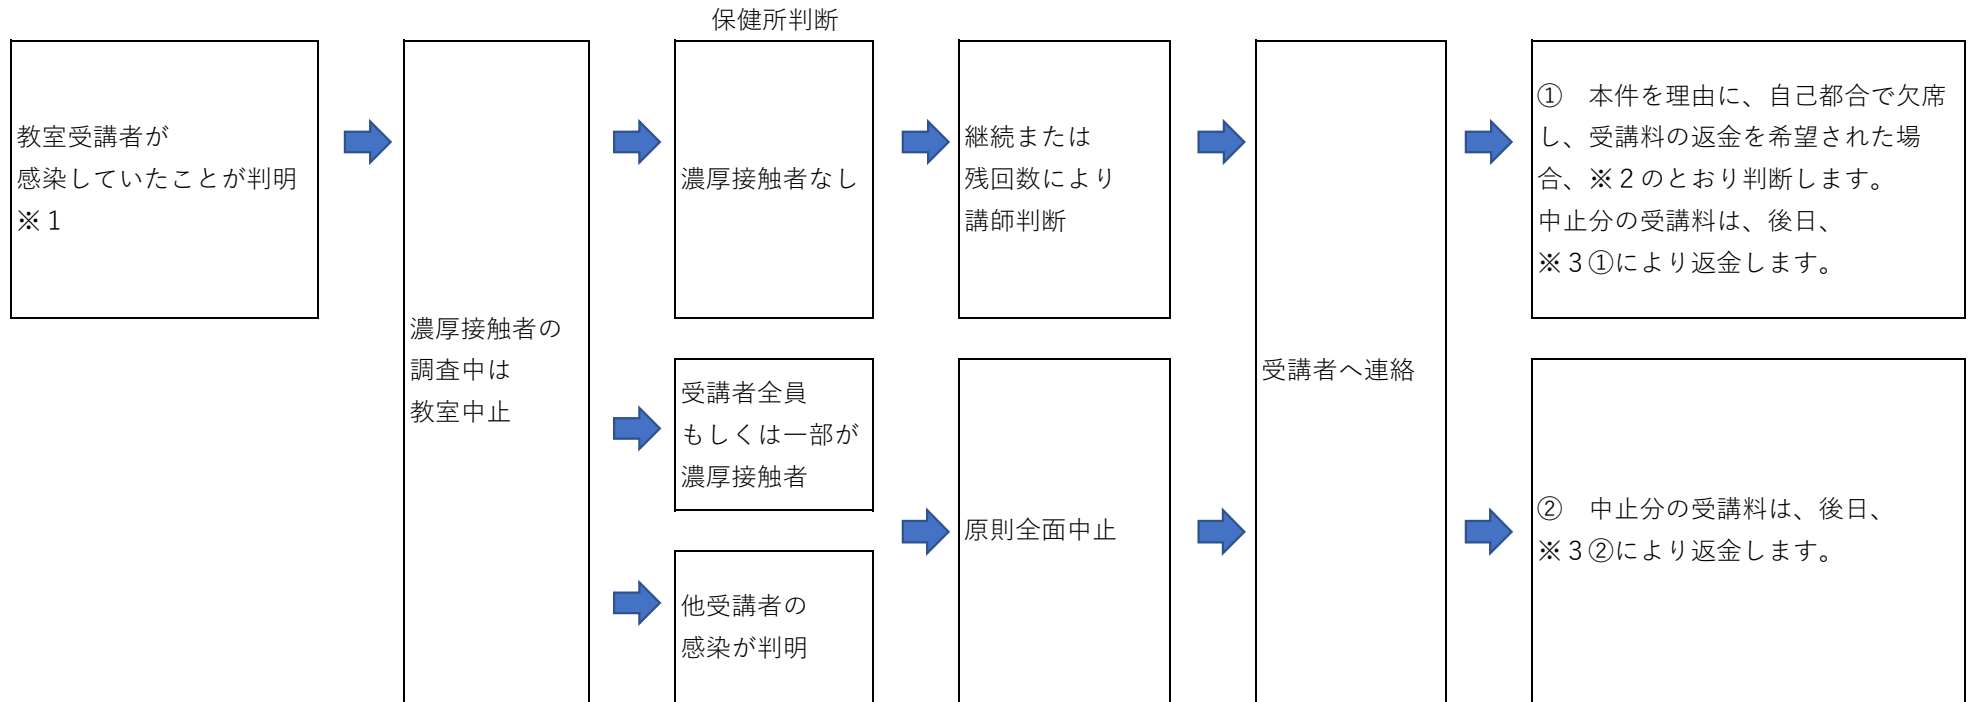 保健所判断
教室受講者が
感染していたことが判明
※１
濃厚接触者の
調査中は
教室中止
濃厚接触者なし
継続または
残回数により
講師判断
受講者全員
もしくは一部が
濃厚接触者
他受講者の
感染が判明
原則全面中止
受講者へ連絡
①　本件を理由に、自己都合で欠席
し、受講料の返金を希望された場
合、※２のとおり判断します。
中止分の受講料は、後日、
※３①により返金します。
②　中止分の受講料は、後日、
※３②により返金します。